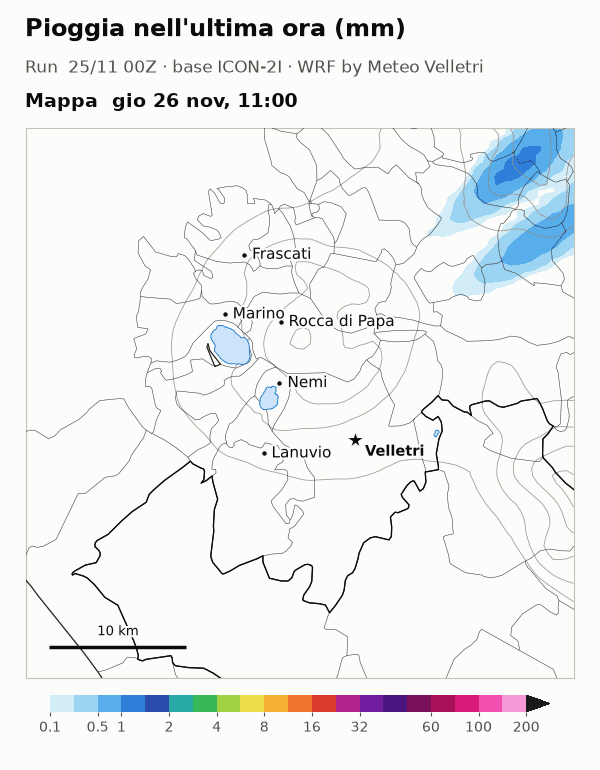 Pioggia nell'ultima ora (mm)
Run  25/11 00Z · base ICON-2I · WRF by Meteo Velletri
Mappa  gio 26 nov, 11:00
Frascati
Marino
Rocca di Papa
Nemi
Velletri
Lanuvio
10 km
0.1 0.5 1 2 4 8 16 32 60 100 200